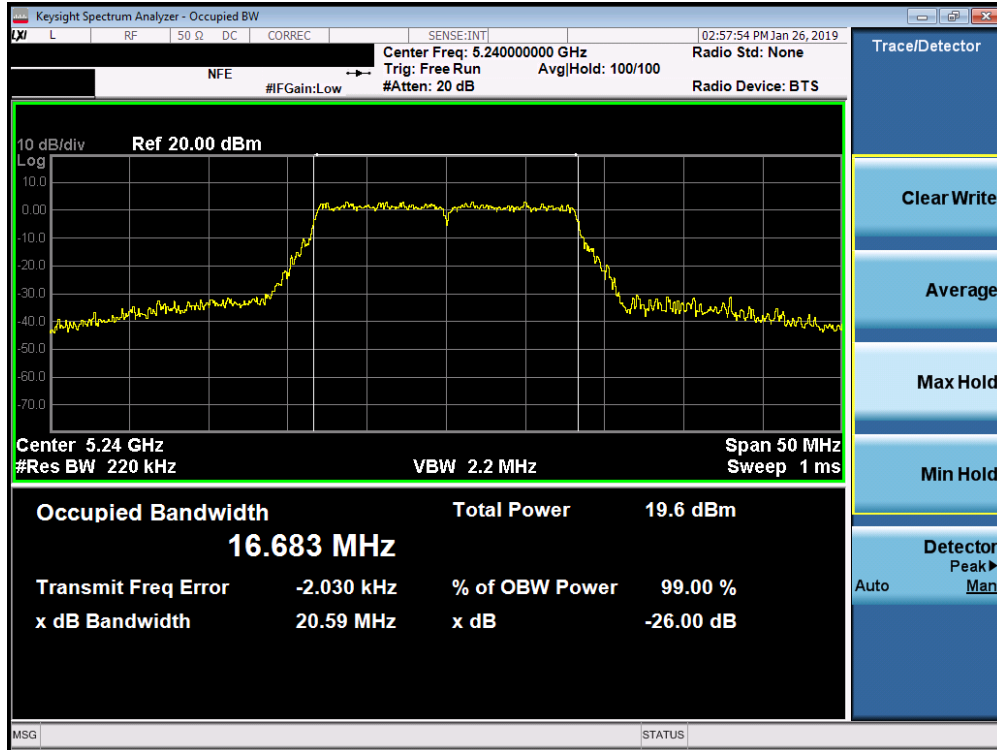 Keysight Spectrum Analyzer - Occupied BW
LXI L RF 50 Ω DC CORREC SENSE:INT 02:57:54 PM Jan 26, 2019
Center Freq: 5.240000000 GHz Radio Std: None
NFE Trig: Free Run Avg|Hold: 100/100
#IFGain:Low #Atten: 20 dB Radio Device: BTS
10 dB/div Ref 20.00 dBm
Log
10.0
0.00
-10.0
-20.0
-30.0
-40.0
-50.0
-60.0
-70.0
Center 5.24 GHz Span 50 MHz
#Res BW 220 kHz VBW 2.2 MHz Sweep 1 ms
Occupied Bandwidth Total Power 19.6 dBm
16.683 MHz
Transmit Freq Error -2.030 kHz % of OBW Power 99.00 %
x dB Bandwidth 20.59 MHz x dB -26.00 dB
Trace/Detector
Clear Write
Average
Max Hold
Min Hold
Detector
Peak▶
Auto Man
MSG STATUS